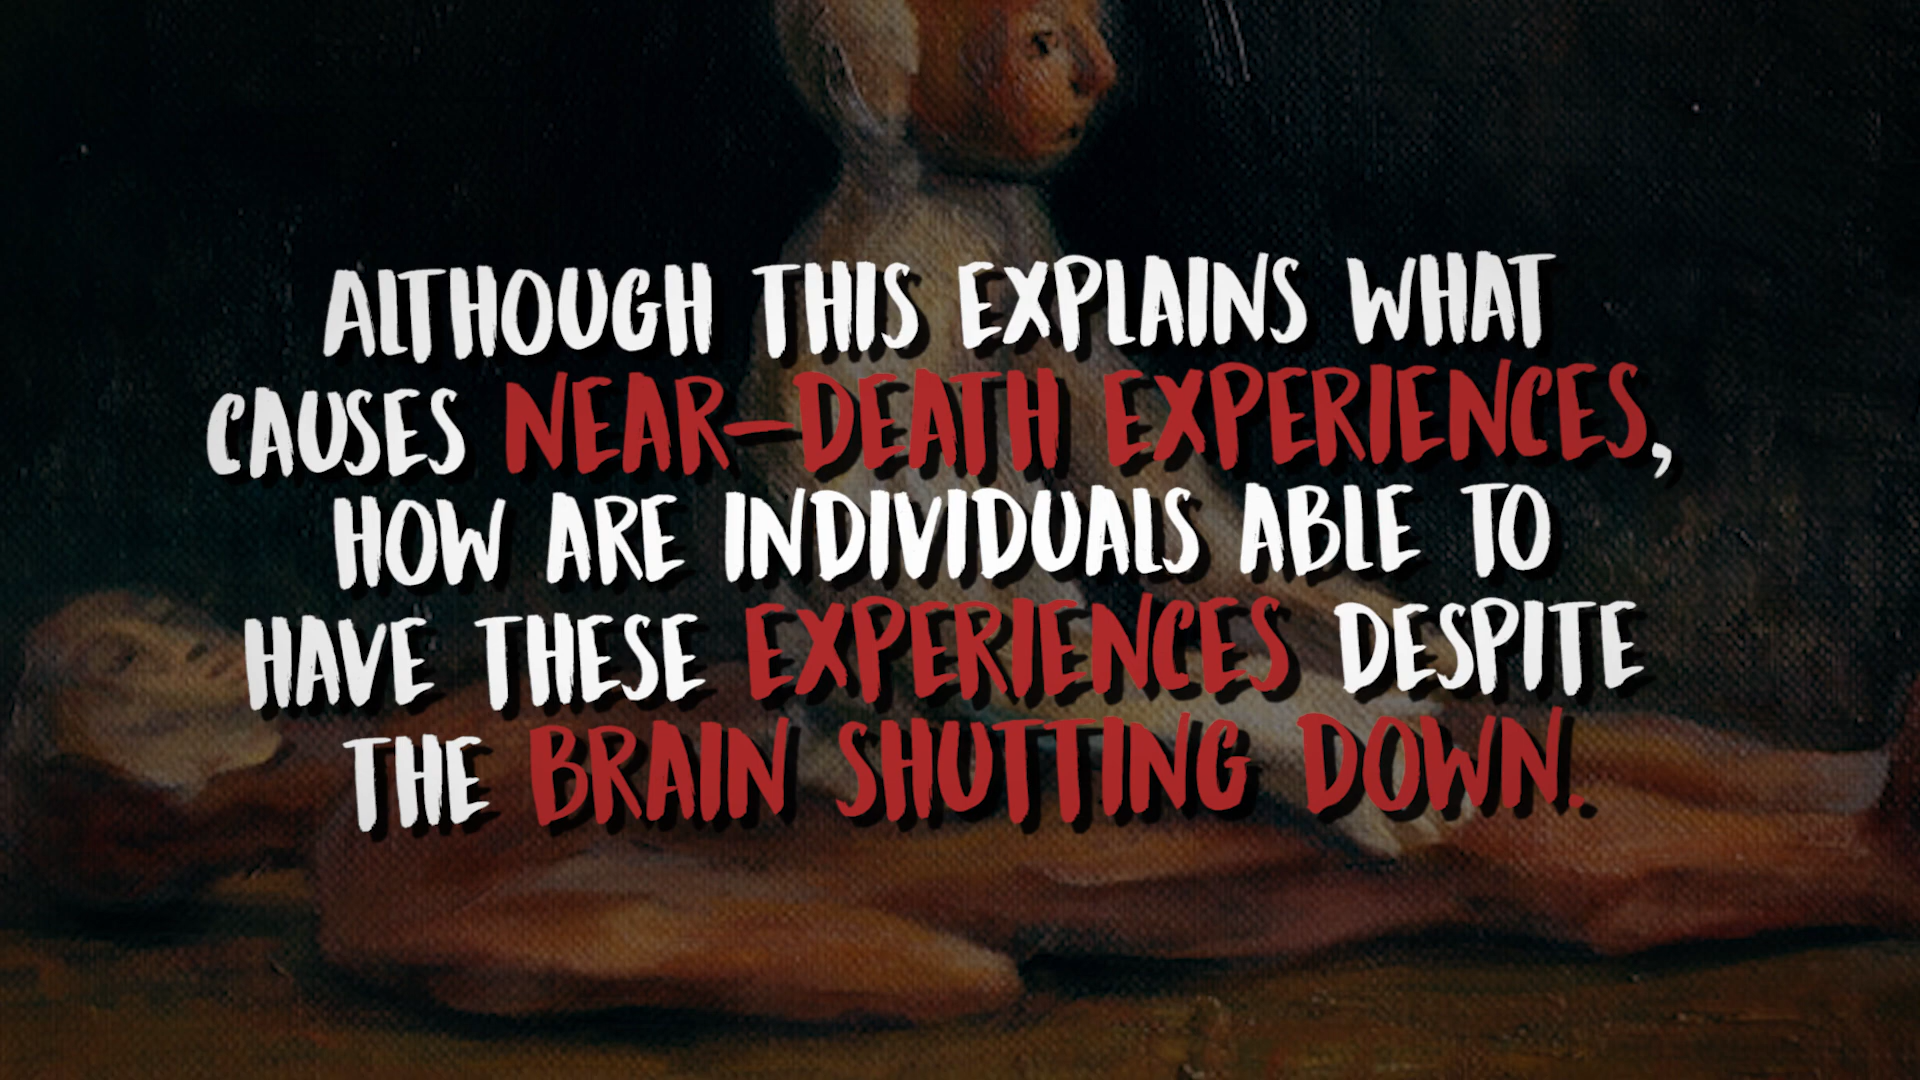 ALTHOUGH THIS EXPLAINS WHAT
CAUSES NEAR-DEATH EXPERIENCES,
HOW ARE INDIVIDUALS ABLE TO
HAVE THESE EXPERIENCES DESPITE
THE BRAIN SHUTTING DOWN.